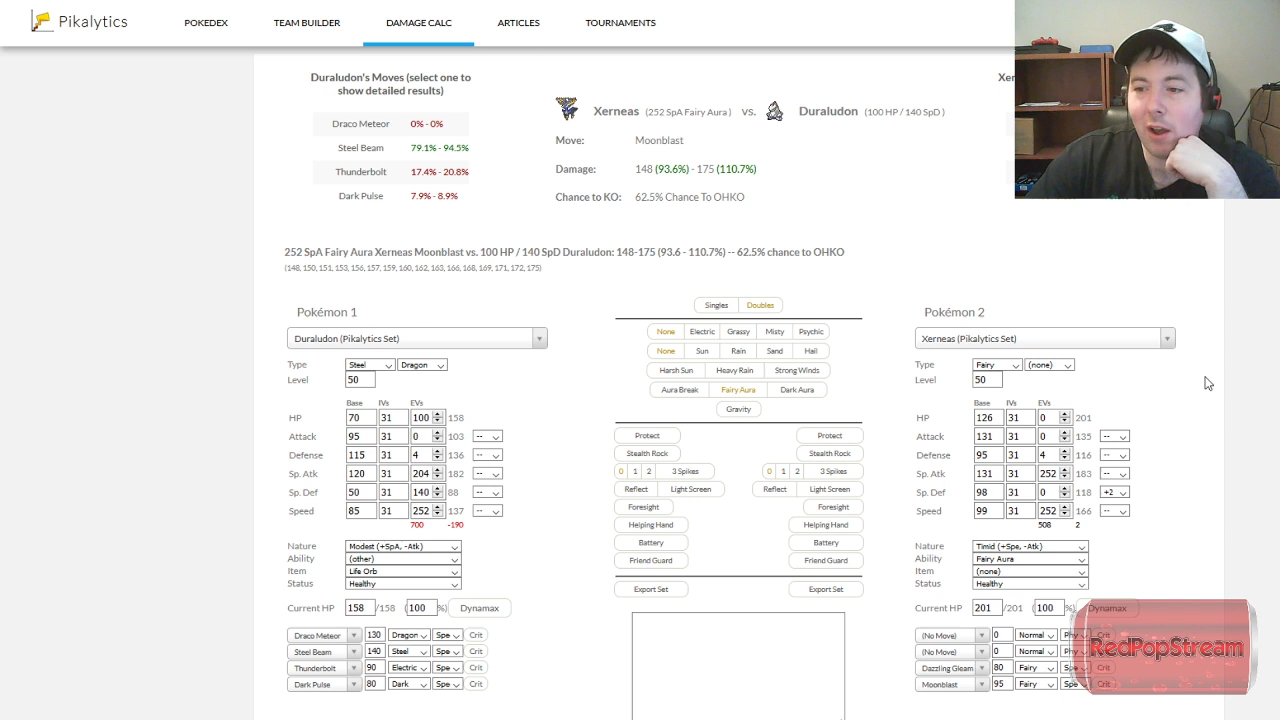 Pikalytics
POKEDEX TEAM BUILDER DAMAGE CALC ARTICLES TOURNAMENTS
Duraludon's Moves (select one to
show detailed results)
Draco Meteor 0% - 0%
Steel Beam 79.1% - 94.5%
Thunderbolt 17.4% - 20.8%
Dark Pulse 7.9% - 8.9%
Xerneas (252 SpA Fairy Aura ) VS. Duraludon (100 HP / 140 SpD )
Move: Moonblast
Damage: 148 (93.6%) - 175 (110.7%)
Chance to KO: 62.5% Chance To OHKO
252 SpA Fairy Aura Xerneas Moonblast vs. 100 HP / 140 SpD Duraludon: 148-175 (93.6 - 110.7%) -- 62.5% chance to OHKO
(148, 150, 151, 153, 156, 157, 159, 160, 162, 163, 166, 168, 169, 171, 172, 175)
Pokémon 1
Duraludon (Pikalytics Set)
Type Steel Dragon
Level 50
Base IVs EVs
HP 70 31 100 158
Attack 95 31 0 103 --
Defense 115 31 4 136 --
Sp. Atk 120 31 204 182 --
Sp. Def 50 31 140 88 --
Speed 85 31 252 137 --
700 -190
Nature Modest (+SpA, -Atk)
Ability (other)
Item Life Orb
Status Healthy
Current HP 158 /158 (100 %) Dynamax
Draco Meteor 130 Dragon Spe Crit
Steel Beam 140 Steel Spe Crit
Thunderbolt 90 Electric Spe Crit
Dark Pulse 80 Dark Spe Crit
Singles Doubles
None Electric Grassy Misty Psychic
None Sun Rain Sand Hail
Harsh Sun Heavy Rain Strong Winds
Aura Break Fairy Aura Dark Aura
Gravity
Protect Protect
Stealth Rock Stealth Rock
0 1 2 3 Spikes 0 1 2 3 Spikes
Reflect Light Screen Reflect Light Screen
Foresight Foresight
Helping Hand Helping Hand
Battery Battery
Friend Guard Friend Guard
Export Set Export Set
Pokémon 2
Xerneas (Pikalytics Set)
Type Fairy (none)
Level 50
Base IVs EVs
HP 126 31 0 201
Attack 131 31 0 135 --
Defense 95 31 4 116 --
Sp. Atk 131 31 252 183 --
Sp. Def 98 31 0 118 +2
Speed 99 31 252 166 --
508 2
Nature Timid (+Spe, -Atk)
Ability Fairy Aura
Item (none)
Status Healthy
Current HP 201 /201 (100 %) Dynamax
(No Move) 0 Normal Phy Crit
(No Move) 0 Normal Phy Crit
Dazzling Gleam 80 Fairy Spe Crit
Moonblast 95 Fairy Spe Crit
RedPopStream